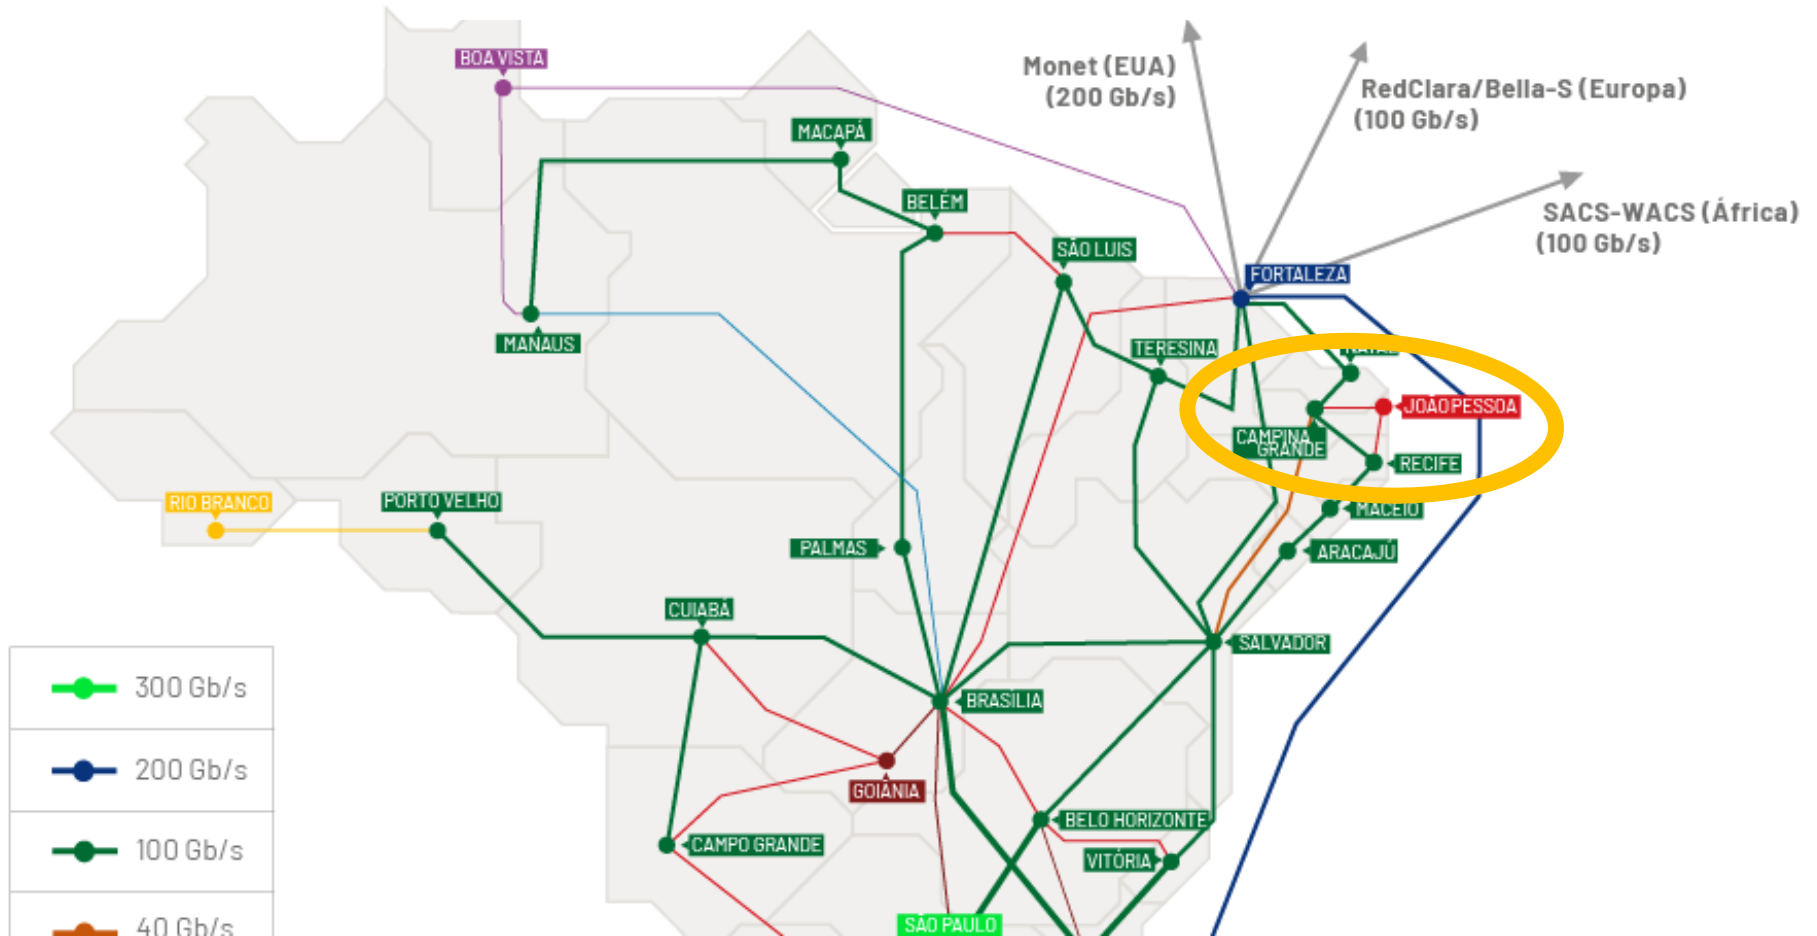 BOA VISTA
Monet (EUA)
(200 Gb/s)
RedClara/Bella-S (Europa)
(100 Gb/s)
MACAPÁ
BELÉM
SACS-WACS (África)
(100 Gb/s)
SÃO LUIS
FORTALEZA
MANAUS
TERESINA
JOÃO PESSOA
CAMPINA
GRANDE
RECIFE
RIO BRANCO
PORTO VELHO
MACEIÓ
PALMAS
ARACAJÚ
CUIABÁ
SALVADOR
300 Gb/s
BRASÍLIA
200 Gb/s
GOIÂNIA
BELO HORIZONTE
100 Gb/s
CAMPO GRANDE
VITÓRIA
SÃO PAULO
40 Gb/s